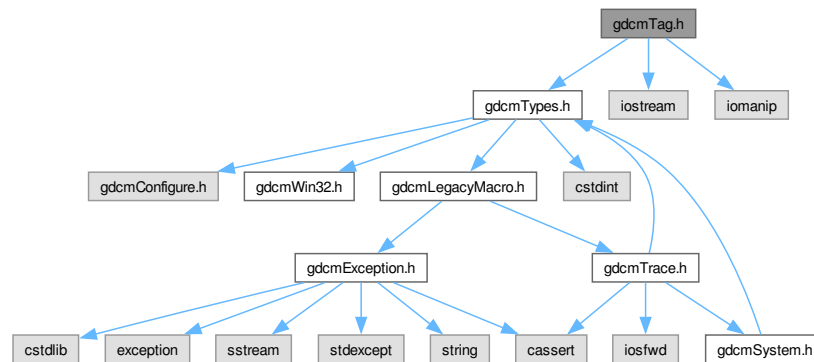 gdcmTag.h
gdcmTypes.h
iostream
iomanip
gdcmConfigure.h
gdcmWin32.h
gdcmLegacyMacro.h
cstdint
gdcmException.h
gdcmTrace.h
cstdlib
exception
sstream
stdexcept
string
cassert
iosfwd
gdcmSystem.h